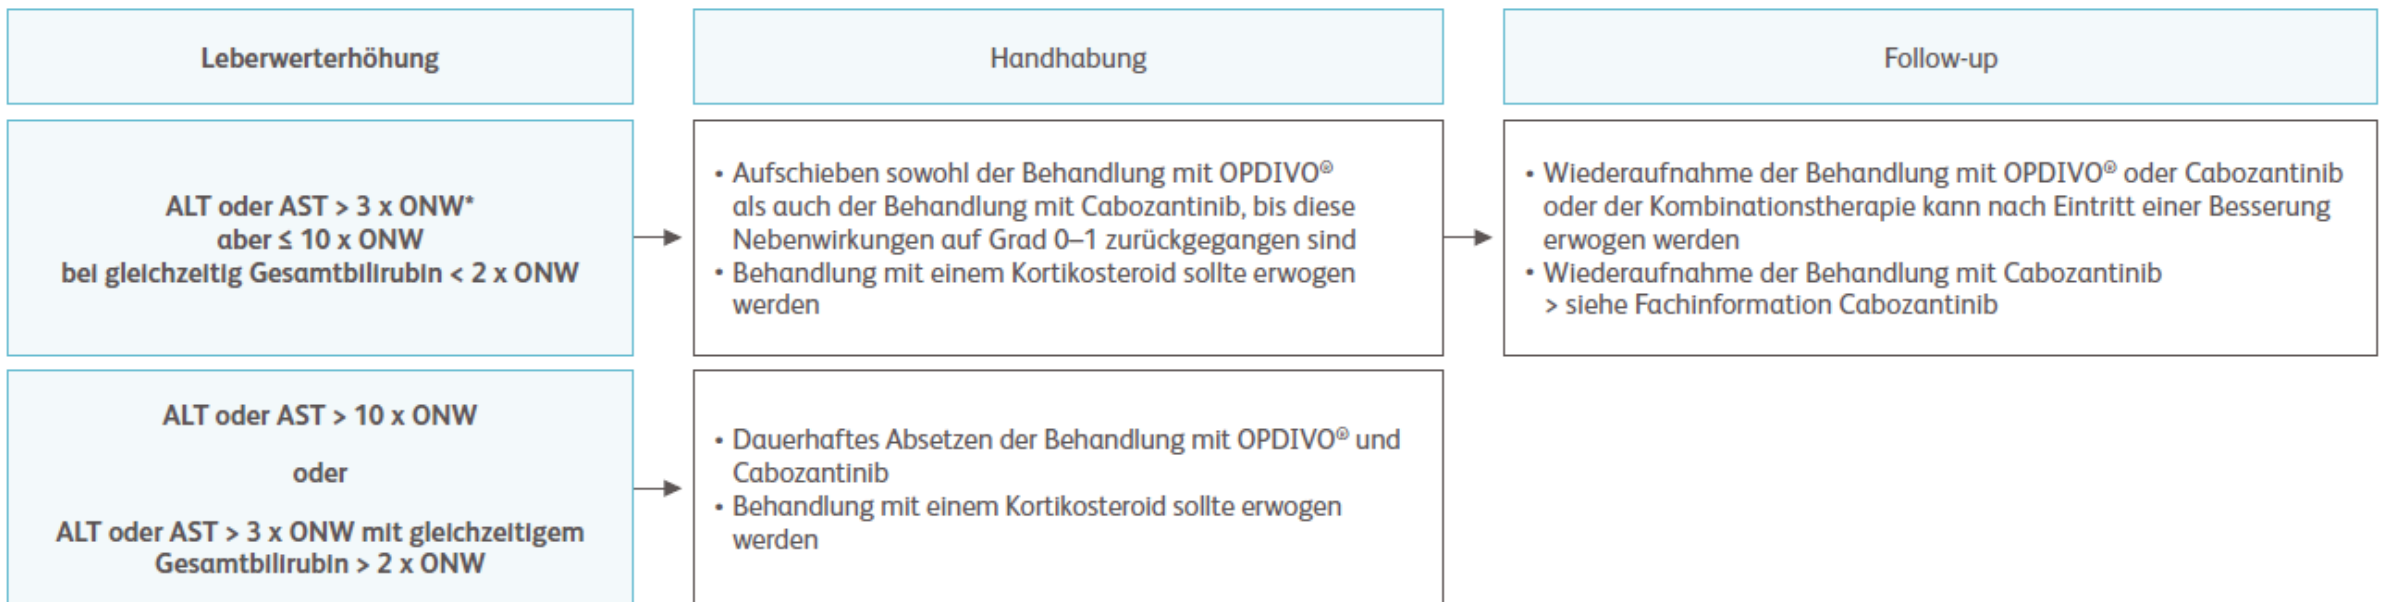 Leberwerterhöhung
Handhabung
Follow-up
ALT oder AST > 3 x ONW*
aber ≤ 10 x ONW
bei gleichzeitig Gesamtbilirubin < 2 x ONW
• Aufschieben sowohl der Behandlung mit OPDIVO®
als auch der Behandlung mit Cabozantinib, bis diese
Nebenwirkungen auf Grad 0–1 zurückgegangen sind
• Behandlung mit einem Kortikosteroid sollte erwogen
werden
• Wiederaufnahme der Behandlung mit OPDIVO® oder Cabozantinib
oder der Kombinationstherapie kann nach Eintritt einer Besserung
erwogen werden
• Wiederaufnahme der Behandlung mit Cabozantinib
> siehe Fachinformation Cabozantinib
ALT oder AST > 10 x ONW
oder
ALT oder AST > 3 x ONW mit gleichzeitigem
Gesamtbilirubin > 2 x ONW
• Dauerhaftes Absetzen der Behandlung mit OPDIVO® und
Cabozantinib
• Behandlung mit einem Kortikosteroid sollte erwogen
werden